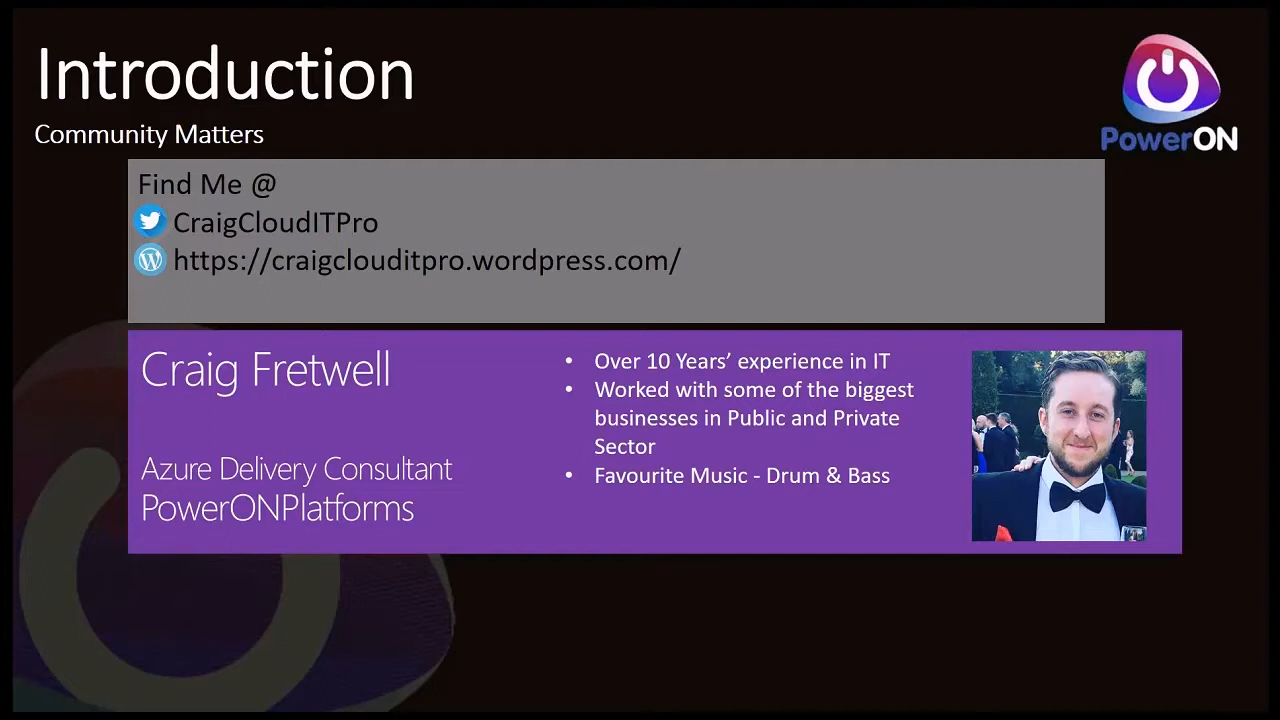 Introduction
Community Matters
PowerON
Find Me @
CraigCloudITPro
https://craigclouditpro.wordpress.com/
Craig Fretwell
Azure Delivery Consultant
PowerONPlatforms
• Over 10 Years’ experience in IT
• Worked with some of the biggest
businesses in Public and Private
Sector
• Favourite Music - Drum & Bass